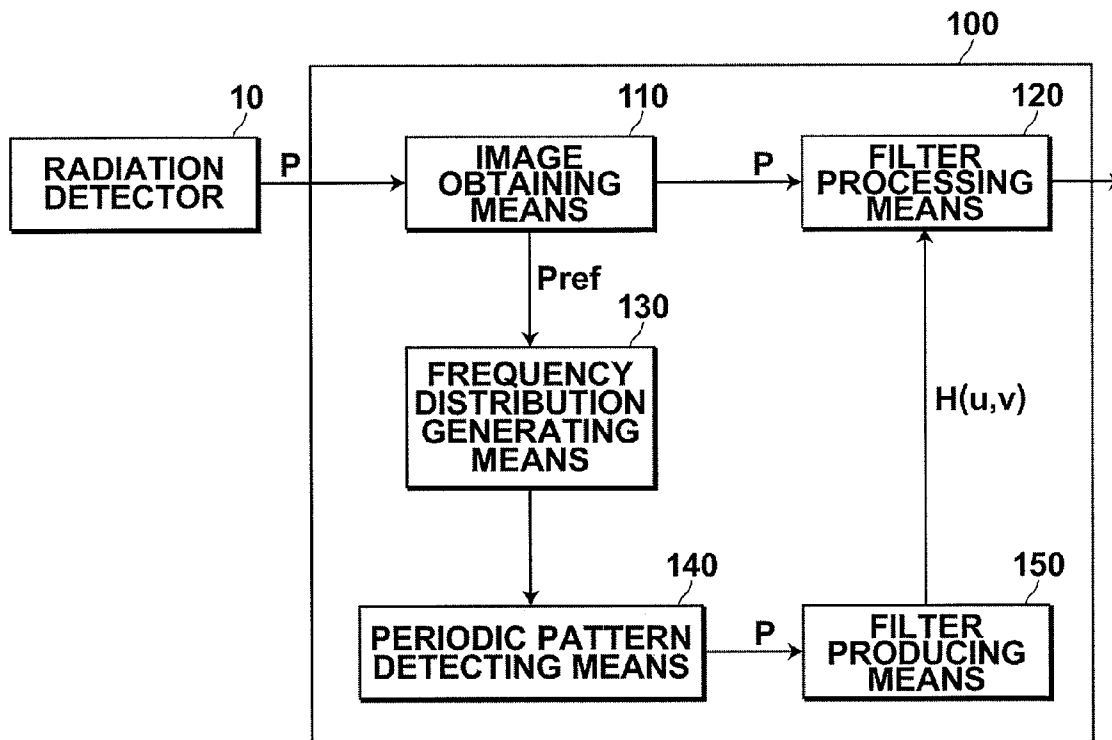 100
10
110
120
RADIATION
DETECTOR
P
IMAGE
OBTAINING
MEANS
P
FILTER
PROCESSING
MEANS
Pref
130
FREQUENCY
DISTRIBUTION
GENERATING
MEANS
H(u,v)
140
150
PERIODIC PATTERN
DETECTING MEANS
P
FILTER
PRODUCING
MEANS